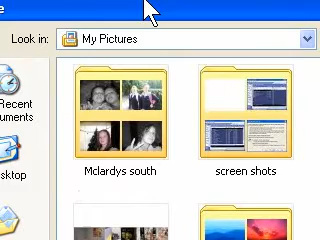 e
Look in: My Pictures
Recent
uments
Mclardys south
screen shots
sktop